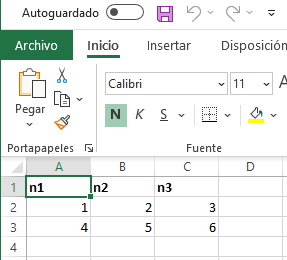 Autoguardado
Archivo Inicio Insertar Disposición
Pegar
Calibri 11 A
N K S A
Portapapeles Fuente
A B C D
1 n1 n2 n3
2 1 2 3
3 4 5 6
4